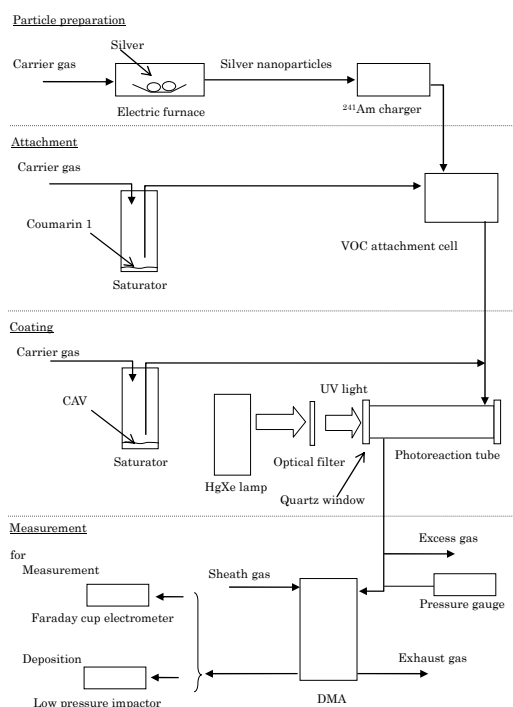 Particle preparation
Silver
Carrier gas
Silver nanoparticles
Electric furnace
²⁴¹Am charger
Attachment
Carrier gas
Coumarin 1
VOC attachment cell
Saturator
Coating
Carrier gas
CAV
UV light
Saturator
Optical filter
Photoreaction tube
HgXe lamp
Quartz window
Measurement
for
Measurement
Excess gas
Sheath gas
Pressure gauge
Faraday cup electrometer
Deposition
Exhaust gas
Low pressure impactor
DMA